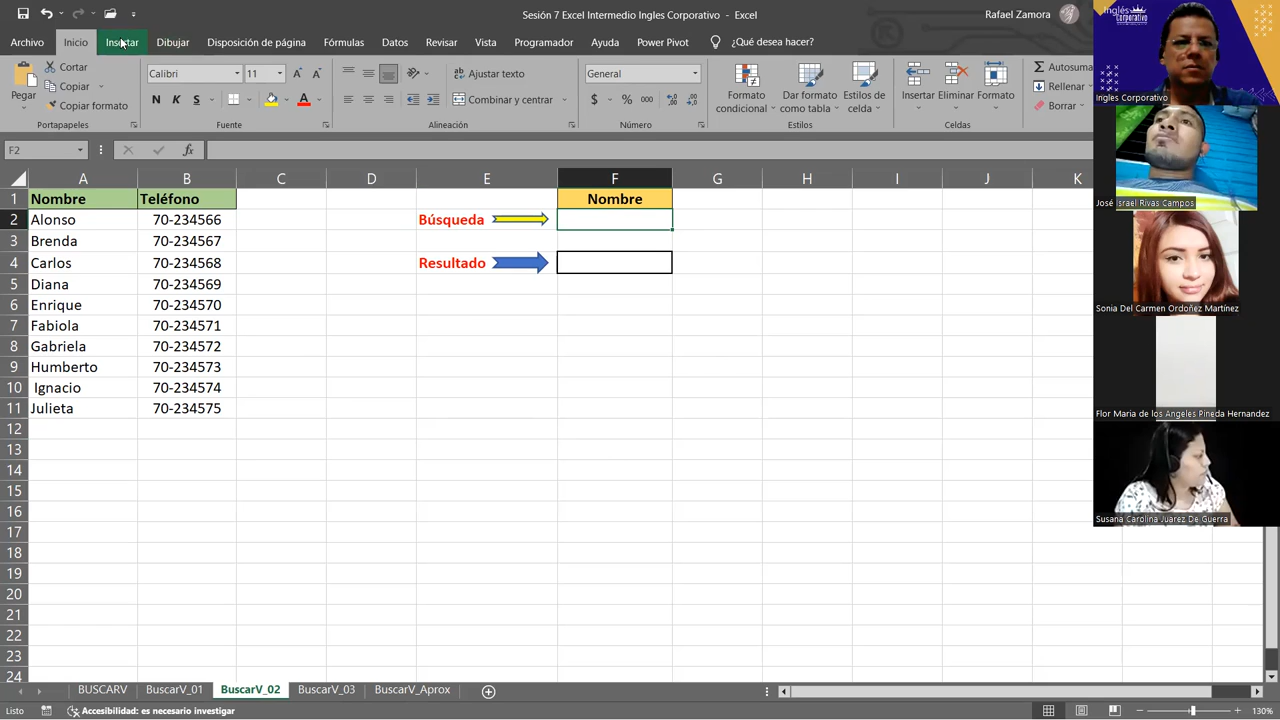 Sesión 7 Excel Intermedio Ingles Corporativo - Excel
Rafael Zamora
Archivo Inicio Insertar Dibujar Disposición de página Fórmulas Datos Revisar Vista Programador Ayuda Power Pivot ¿Qué desea hacer?
Pegar
Cortar
Copiar
Copiar formato
Portapapeles
Calibri 11
N K S
Fuente
Ajustar texto
Combinar y centrar
Alineación
General
$ % 000
Número
Formato condicional
Dar formato como tabla
Estilos de celda
Estilos
Insertar Eliminar Formato
Celdas
Autosuma
Rellenar
Borrar
F2
fx
A B C D E F G H I J K
1 Nombre Teléfono Nombre
2 Alonso 70-234566 Búsqueda
3 Brenda 70-234567
4 Carlos 70-234568 Resultado
5 Diana 70-234569
6 Enrique 70-234570
7 Fabiola 70-234571
8 Gabriela 70-234572
9 Humberto 70-234573
10 Ignacio 70-234574
11 Julieta 70-234575
12
13
14
15
16
17
18
19
20
21
22
23
24
BUSCARV BuscarV_01 BuscarV_02 BuscarV_03 BuscarV_Aprox
Listo Accesibilidad: es necesario investigar 130%
Inglés Corporativo
Ingles Corporativo
José Israel Rivas Campos
Sonia Del Carmen Ordoñez Martínez
Flor Maria de los Angeles Pineda Hernandez
Susana Carolina Juarez De Guerra